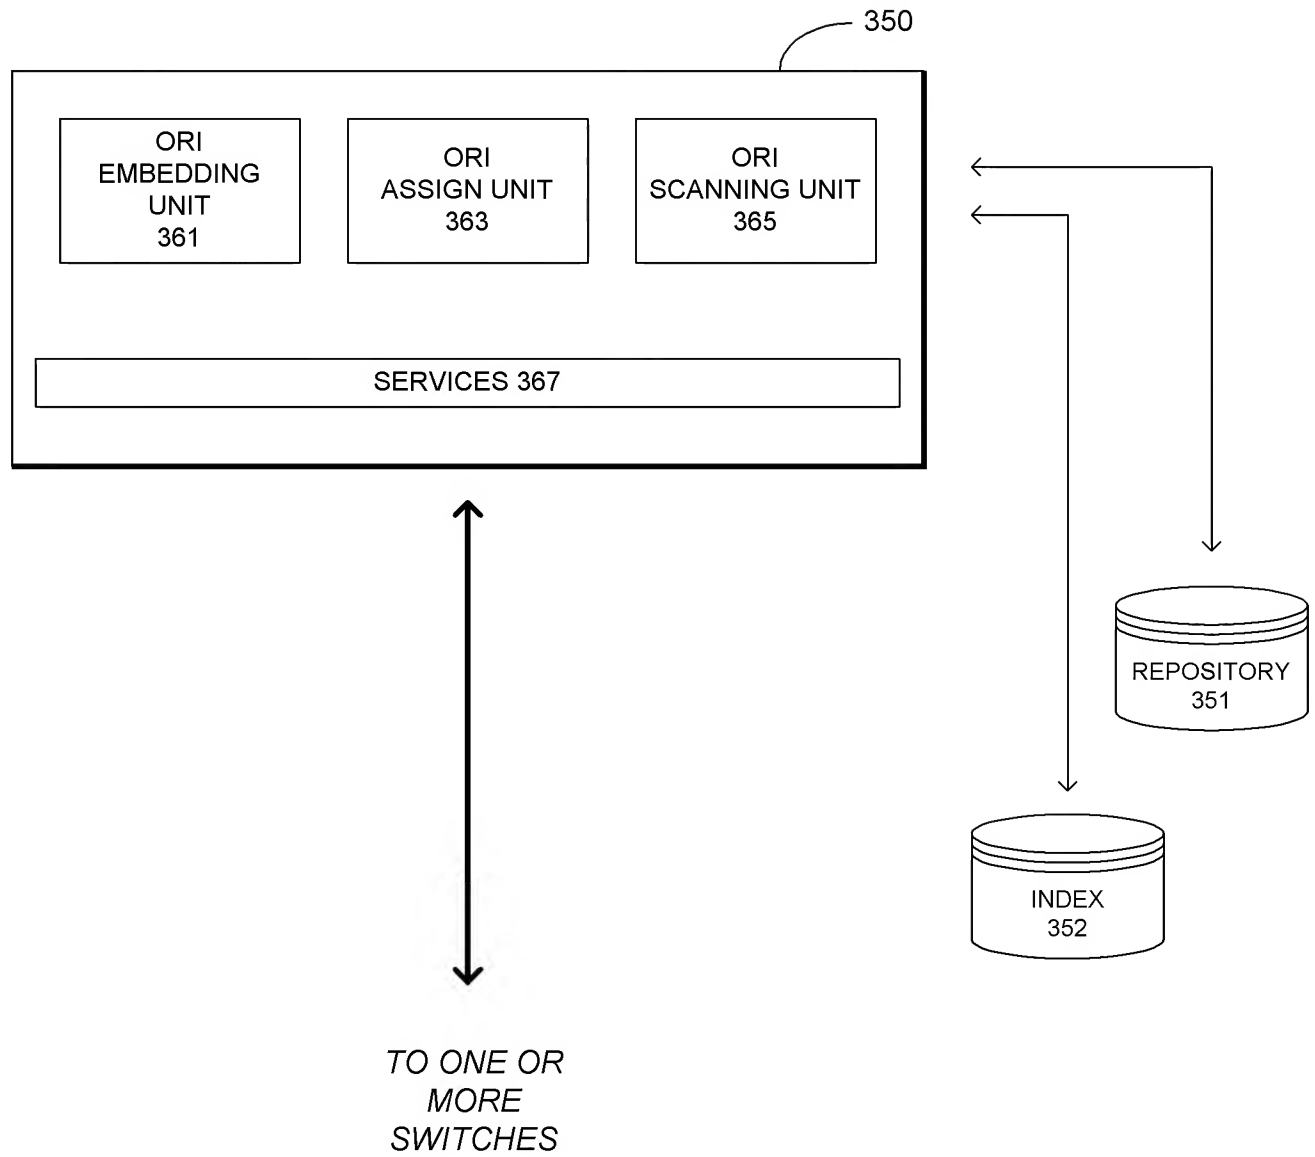 350
ORI
EMBEDDING
UNIT
361
ORI
ASSIGN UNIT
363
ORI
SCANNING UNIT
365
SERVICES 367
REPOSITORY
351
INDEX
352
TO ONE OR
MORE
SWITCHES